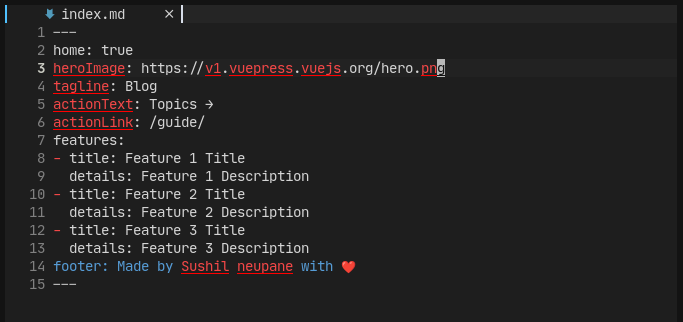 index.md ×
1 ---
2 home: true
3 heroImage: https://v1.vuepress.vuejs.org/hero.png
4 tagline: Blog
5 actionText: Topics →
6 actionLink: /guide/
7 features:
8 - title: Feature 1 Title
9   details: Feature 1 Description
10 - title: Feature 2 Title
11   details: Feature 2 Description
12 - title: Feature 3 Title
13   details: Feature 3 Description
14 footer: Made by Sushil neupane with ❤️
15 ---